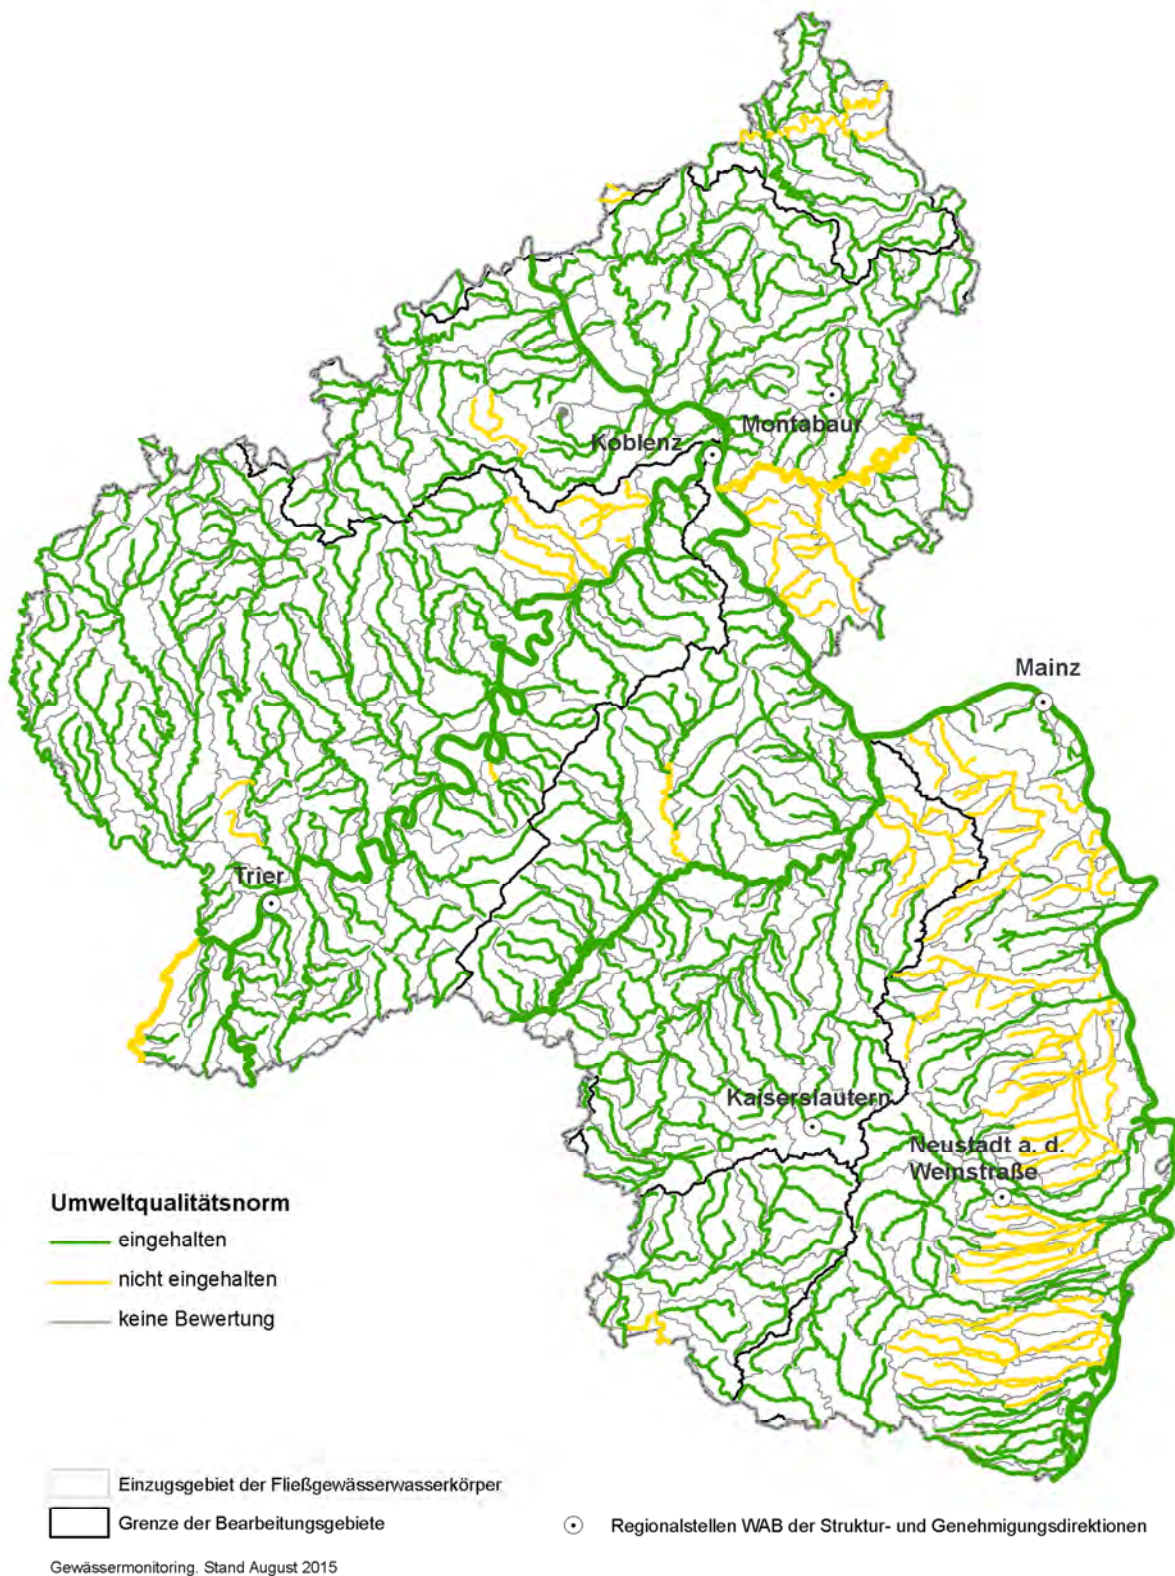 Montabaur
Koblenz
Mainz
Trier
Kaiserslautern
Neustadt a. d.
Weinstraße
Umweltqualitätsnorm
eingehalten
nicht eingehalten
keine Bewertung
Einzugsgebiet der Fließgewässerwasserkörper
Grenze der Bearbeitungsgebiete
Regionalstellen WAB der Struktur- und Genehmigungsdirektionen
Gewässermonitoring. Stand August 2015